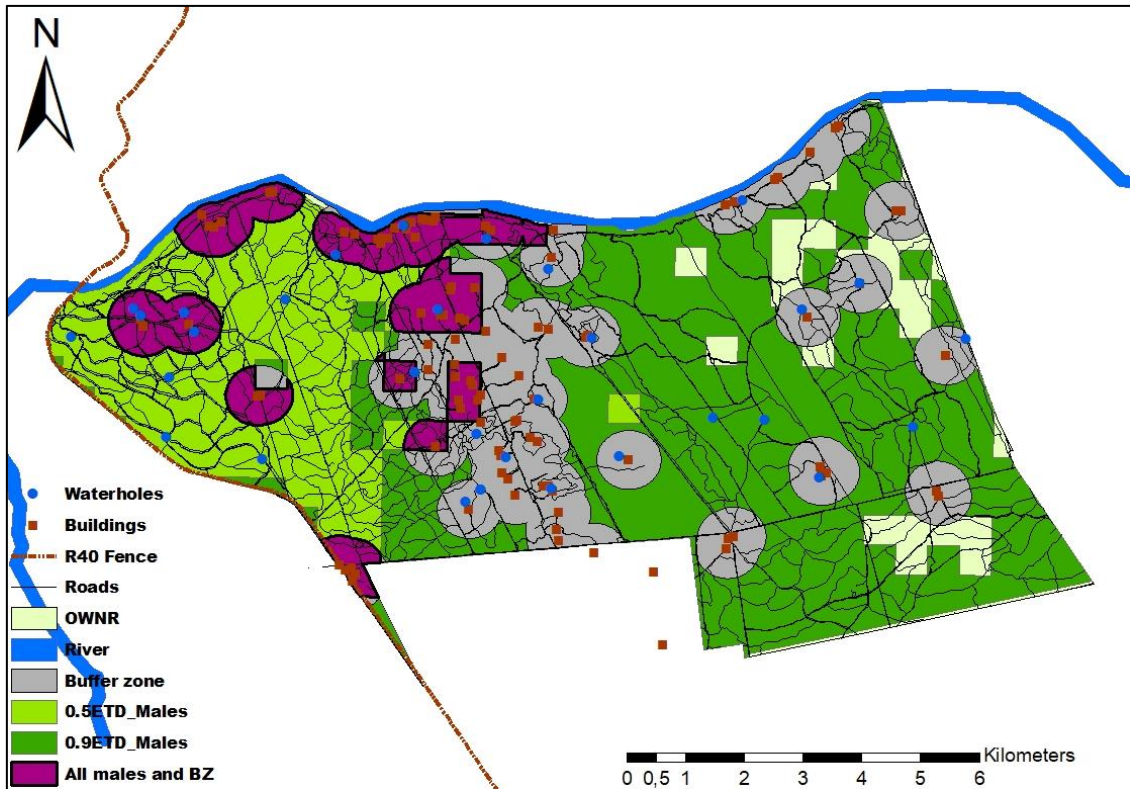 N
Waterholes
Buildings
R40 Fence
Roads
OWNR
River
Buffer zone
0.5ETD_Males
0.9ETD_Males
All males and BZ
Kilometers
0 0,5 1 2 3 4 5 6